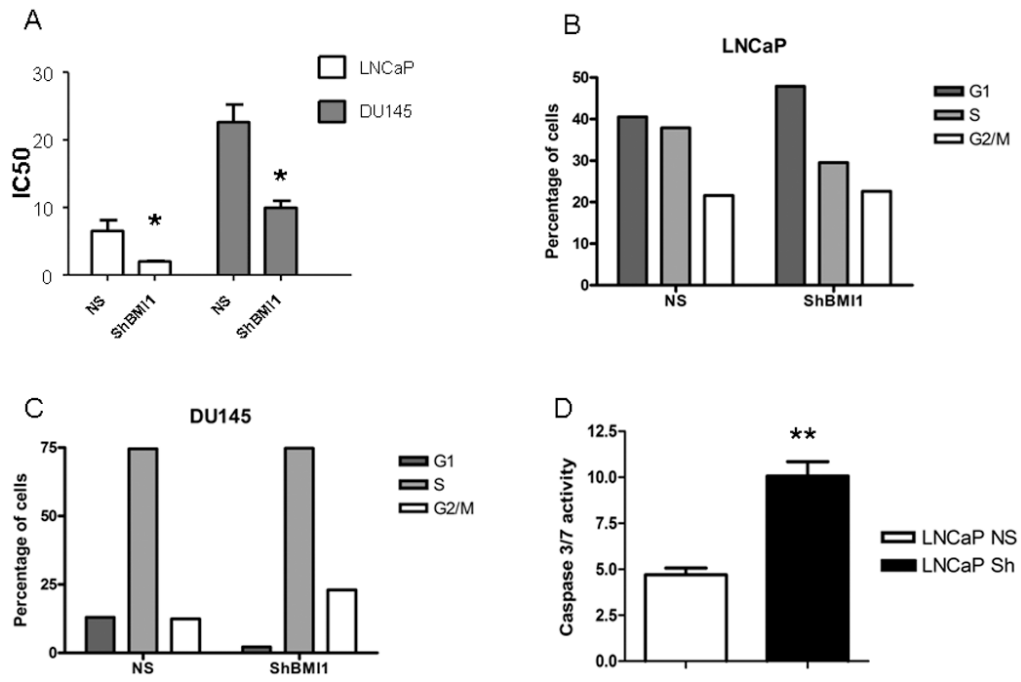 A
LNCaP
DU145
30
20
10
0
IC50
*
*
NS
ShBMI1
NS
ShBMI1
B
LNCaP
50
40
30
20
10
0
Percentage of cells
G1
S
G2/M
NS
ShBMI1
C
DU145
75
50
25
0
Percentage of cells
G1
S
G2/M
NS
ShBMI1
D
12.5
10.0
7.5
5.0
2.5
0.0
Caspase 3/7 activity
**
LNCaP NS
LNCaP Sh